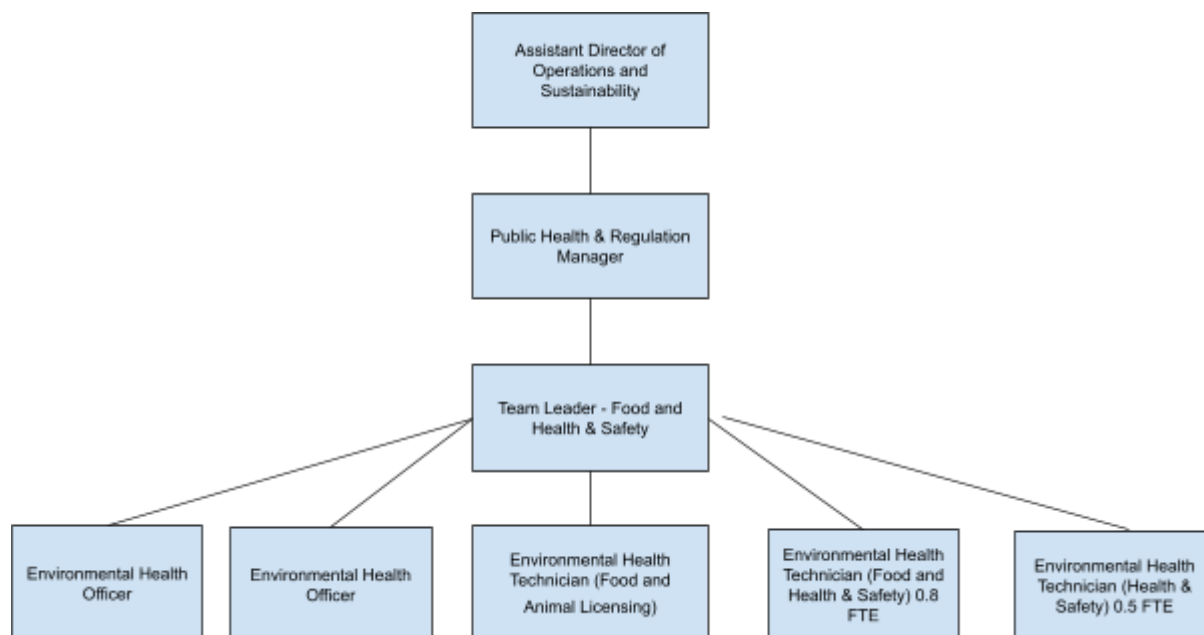 Assistant Director of
Operations and
Sustainability
Public Health & Regulation
Manager
Team Leader - Food and
Health & Safety
Environmental Health
Officer
Environmental Health
Officer
Environmental Health
Technician (Food and
Animal Licensing)
Environmental Health
Technician (Food and
Health & Safety) 0.8
FTE
Environmental Health
Technician (Health &
Safety) 0.5 FTE